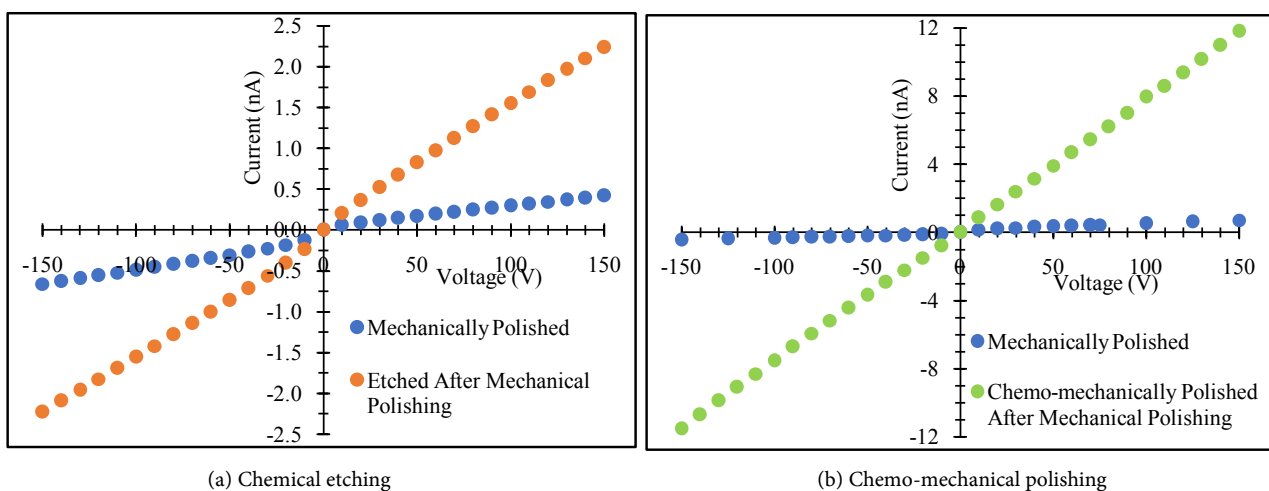 2.5
2.0
1.5
1.0
0.5
0.0
-0.5
-1.0
-1.5
-2.0
-2.5
-150 -100 -50 0 50 100 150
Current (nA)
Voltage (V)
Mechanically Polished
Etched After Mechanical
Polishing
(a) Chemical etching
12
8
4
0
-4
-8
-12
-150 -100 -50 0 50 100 150
Current (nA)
Voltage (V)
Mechanically Polished
Chemo-mechanically Polished
After Mechanical Polishing
(b) Chemo-mechanical polishing